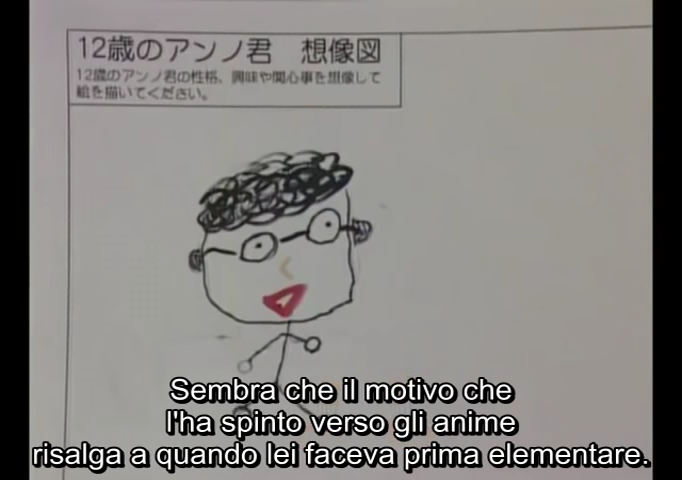 12歳のアンノ君　想像図
12歳のアンノ君の性格、興味や関心事を想像して
絵を描いてください。
Sembra che il motivo che
l'ha spinto verso gli anime
risalga a quando lei faceva prima elementare.